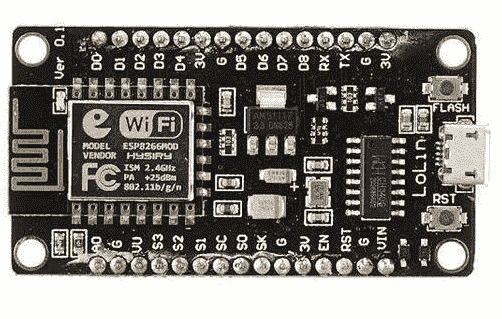 Ver 0.1
D0 D1 D2 D3 D4 3V G D5 D6 D7 D8 RX TX G 3V
WiFi
MODEL ESP8266MOD
VENDOR
FC
ISM 2.4GHz
PA +25dBm
802.11b/g/n
AMS1117
FLASH
LoLin
RST
A0 G VU S3 S2 S1 SC SO SK G 3V EN RST G VIN